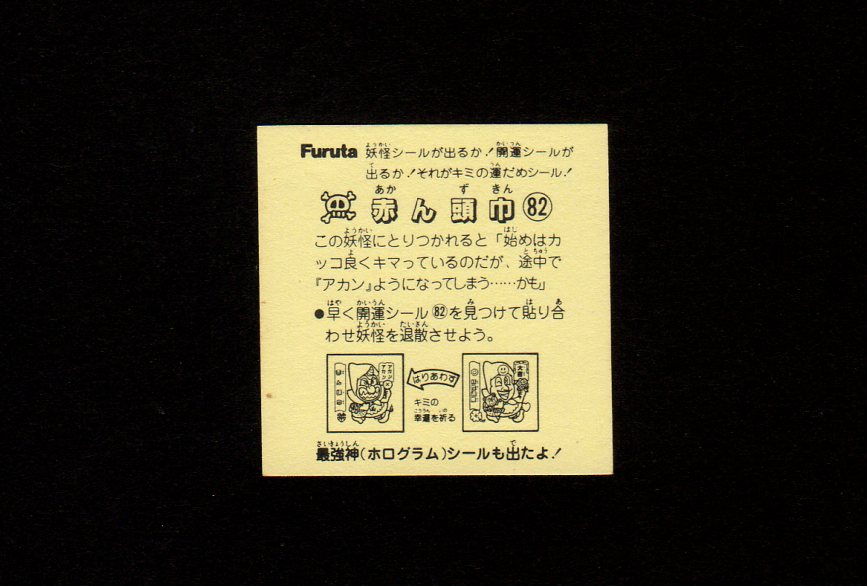 Furuta 妖怪シールが出るか!開運シールが
出るか!それがキミの運だめシール!
赤ん頭巾 82
この妖怪にとりつかれると「始めはカ
ッコ良くキマっているのだが、途中で
『アカン』ようになってしまう……かも」
●早く開運シール82を見つけて貼り合
わせ妖怪を退散させよう。
はりあわす
キミの
幸運を祈る
最強神(ホログラム)シールも出たよ!